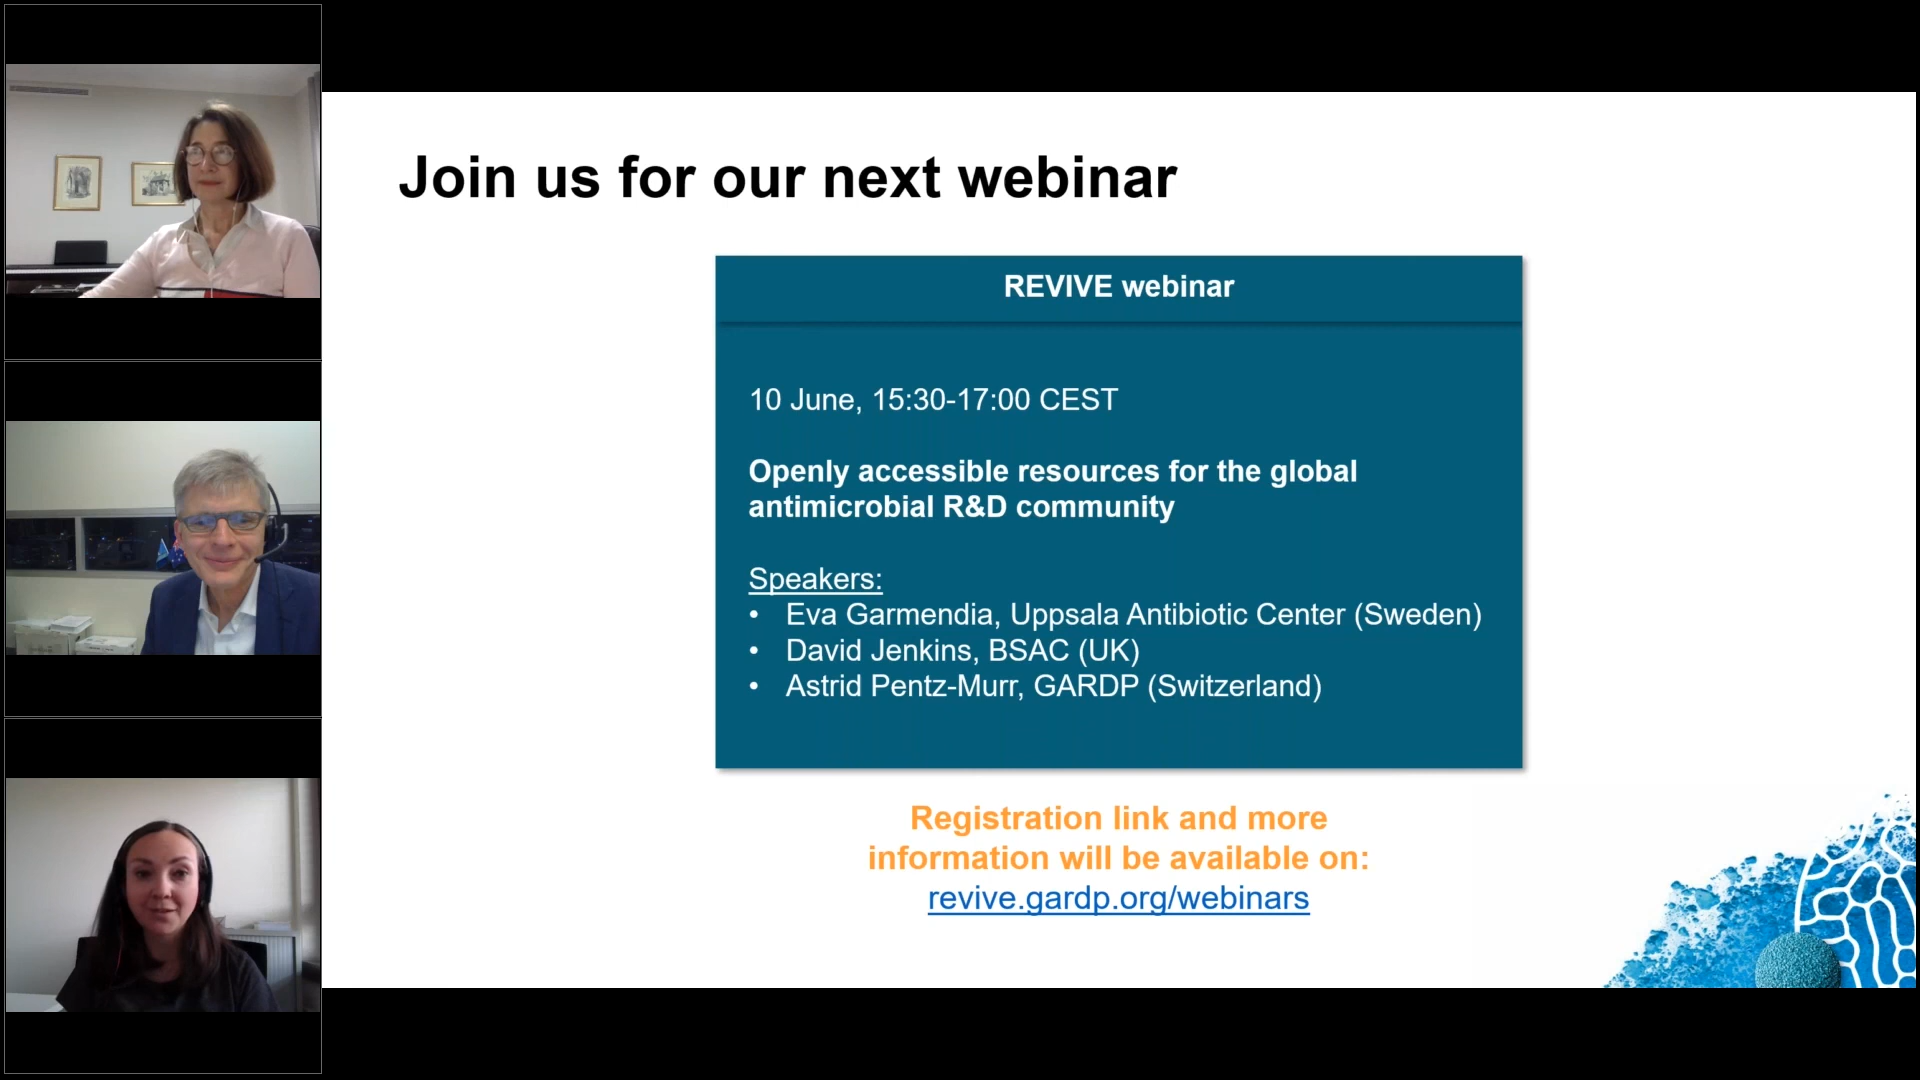 Join us for our next webinar
REVIVE webinar
10 June, 15:30-17:00 CEST
Openly accessible resources for the global
antimicrobial R&D community
Speakers:
• Eva Garmendia, Uppsala Antibiotic Center (Sweden)
• David Jenkins, BSAC (UK)
• Astrid Pentz-Murr, GARDP (Switzerland)
Registration link and more
information will be available on:
revive.gardp.org/webinars